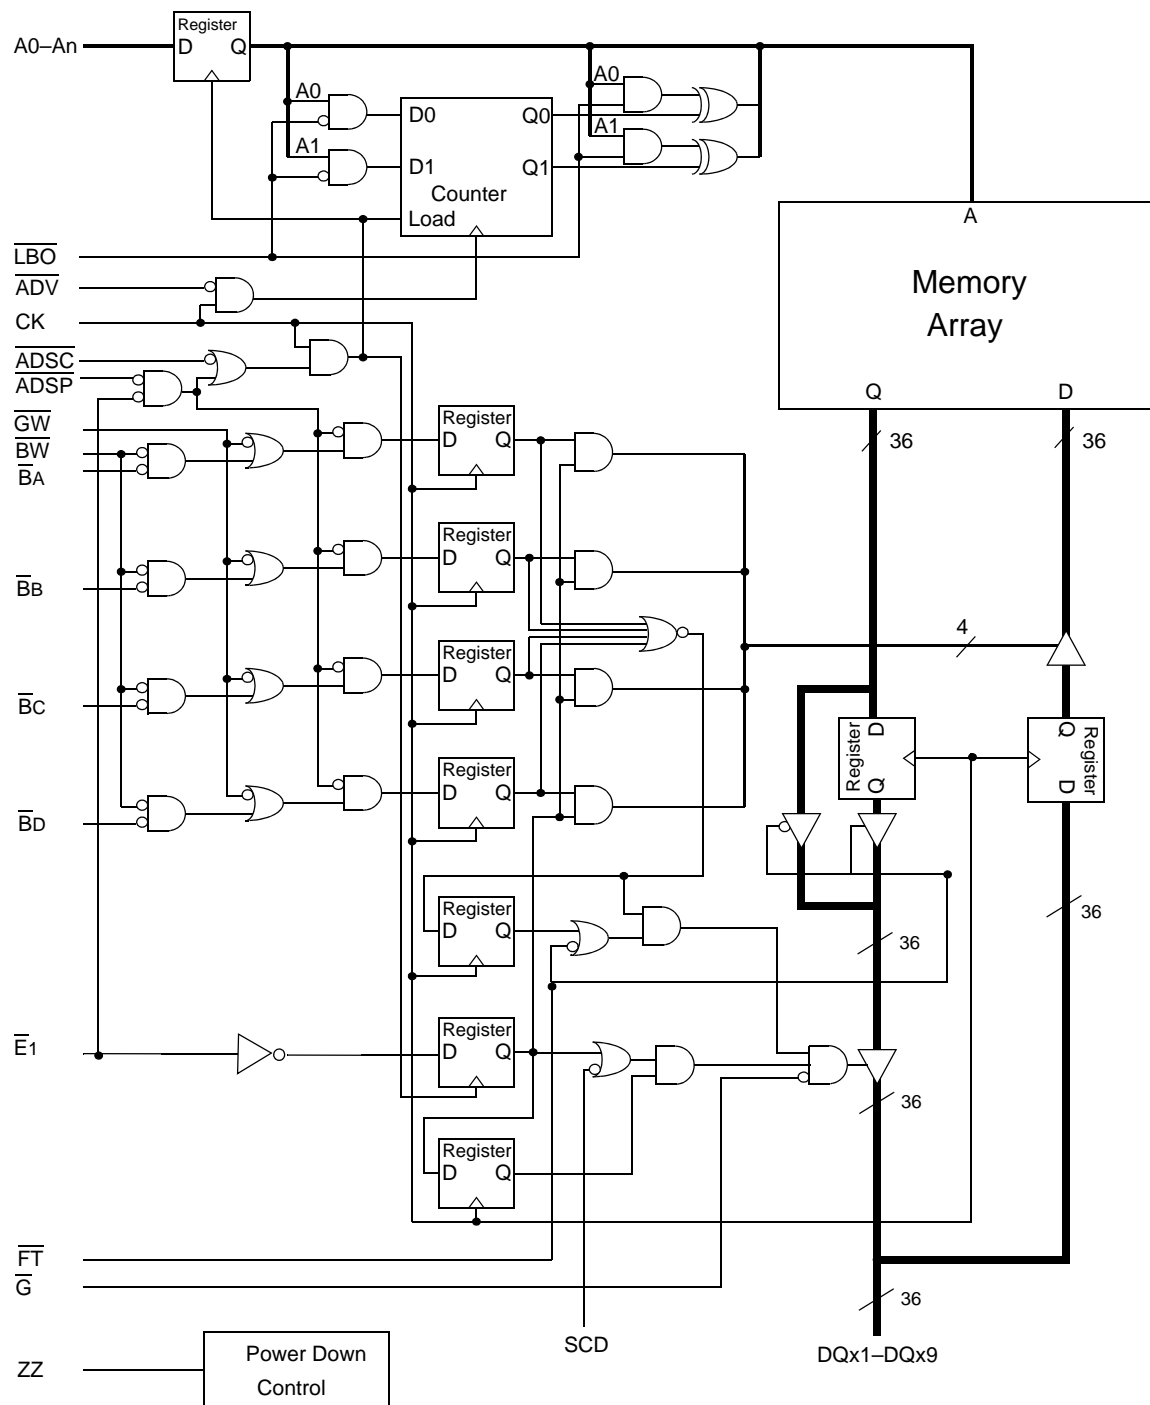 Register
A0–An
D Q
A0
A0
D0 Q0
A1
A1
D1 Q1
Counter
Load
A
LBO
ADV
Memory
Array
CK
ADSC
ADSP
Q D
Register
GW
D Q
36
36
BW
BA
Register
D Q
BB
4
Register
D Q
BC
Register
D
Q
Q
Register
D
Register
D Q
BD
Register
D Q
36
36
E1
Register
D Q
36
Register
D Q
FT
G
36
SCD
DQx1–DQx9
ZZ
Power Down
Control